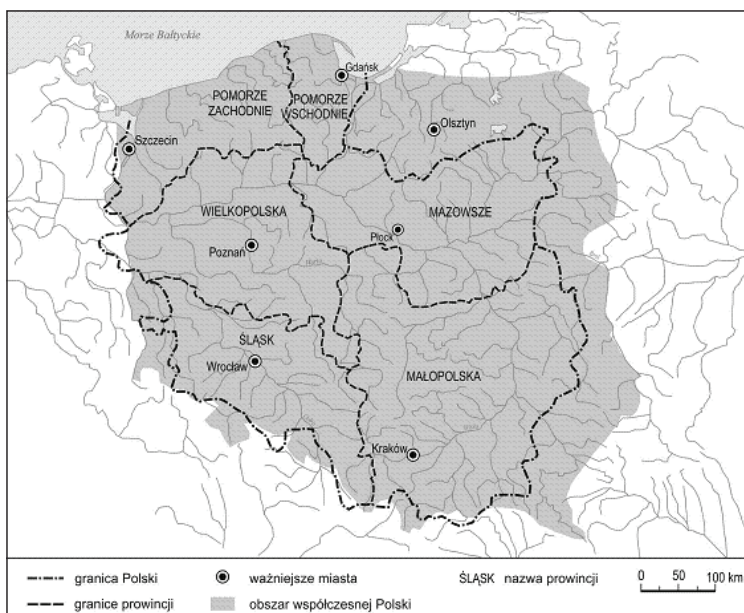 Morze Bałtyckie
Gdańsk
POMORZE
ZACHODNIE
POMORZE
WSCHODNIE
Olsztyn
Szczecin
WIELKOPOLSKA
MAZOWSZE
Płock
Poznań
ŚLĄSK
Wrocław
MAŁOPOLSKA
Kraków
granica Polski
ważniejsze miasta
ŚLĄSK nazwa prowincji
0 50 100 km
granice prowincji
obszar współczesnej Polski